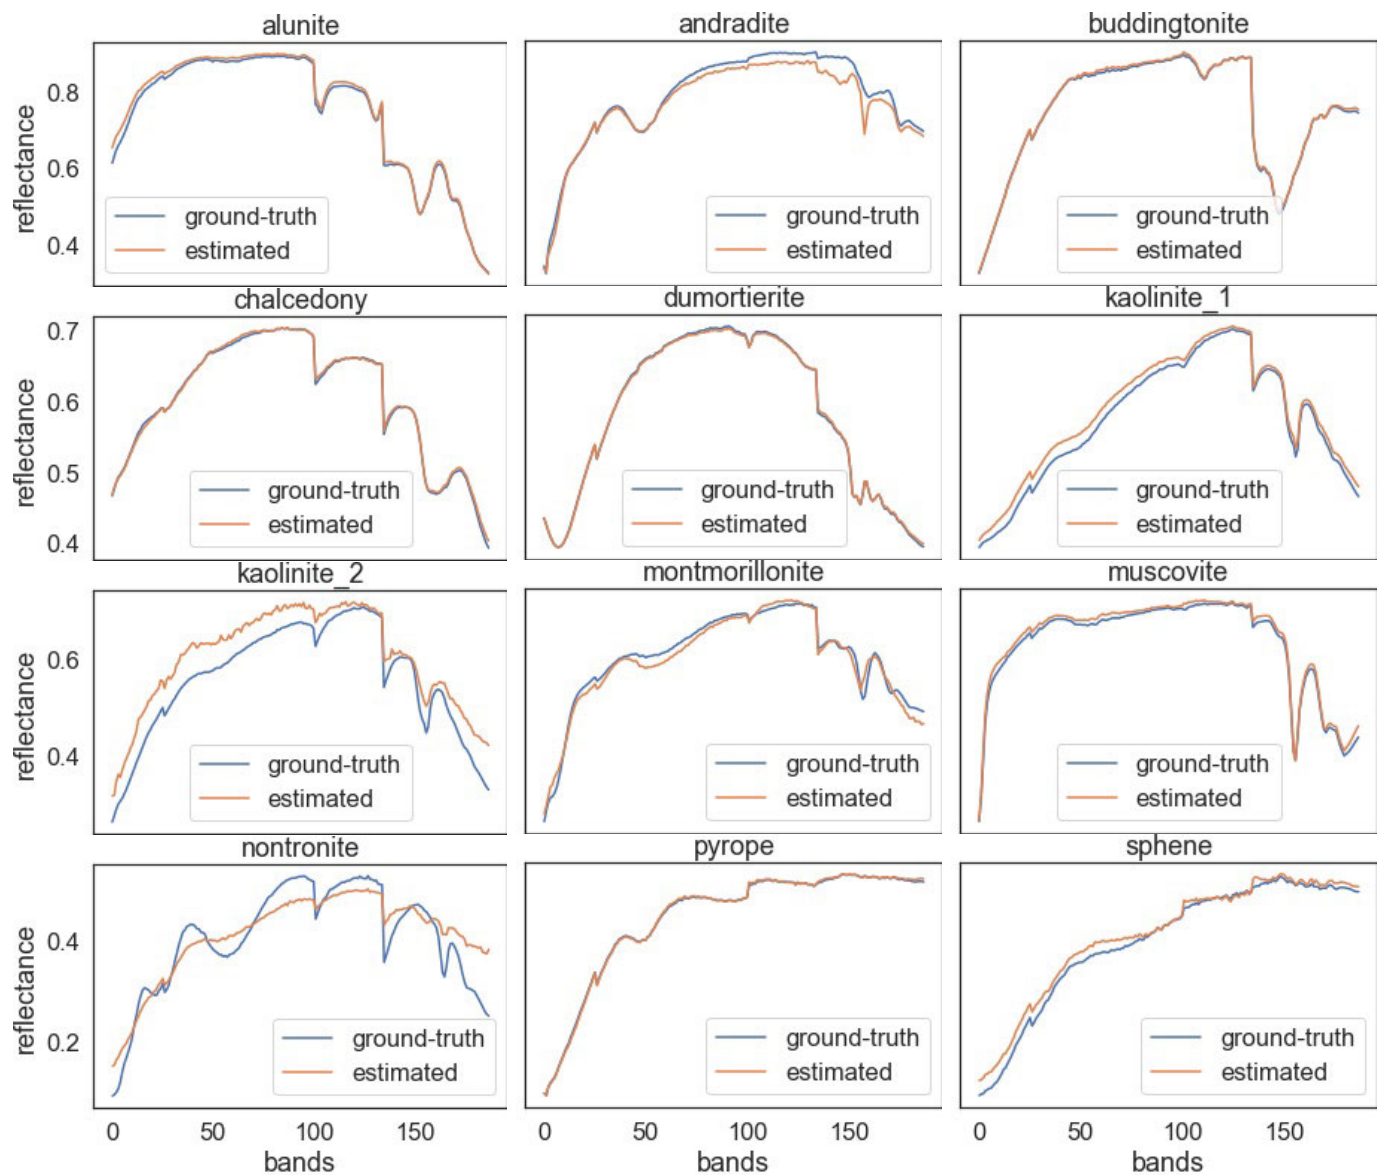 alunite
andradite
buddingtonite
reflectance
0.8
0.6
0.4
ground-truth
estimated
ground-truth
estimated
ground-truth
estimated
chalcedony
dumortierite
kaolinite_1
reflectance
0.7
0.6
0.5
0.4
ground-truth
estimated
ground-truth
estimated
ground-truth
estimated
kaolinite_2
montmorillonite
muscovite
reflectance
0.6
0.4
ground-truth
estimated
ground-truth
estimated
ground-truth
estimated
nontronite
pyrope
sphene
reflectance
0.4
0.2
ground-truth
estimated
ground-truth
estimated
ground-truth
estimated
0 50 100 150
0 50 100 150
0 50 100 150
bands
bands
bands